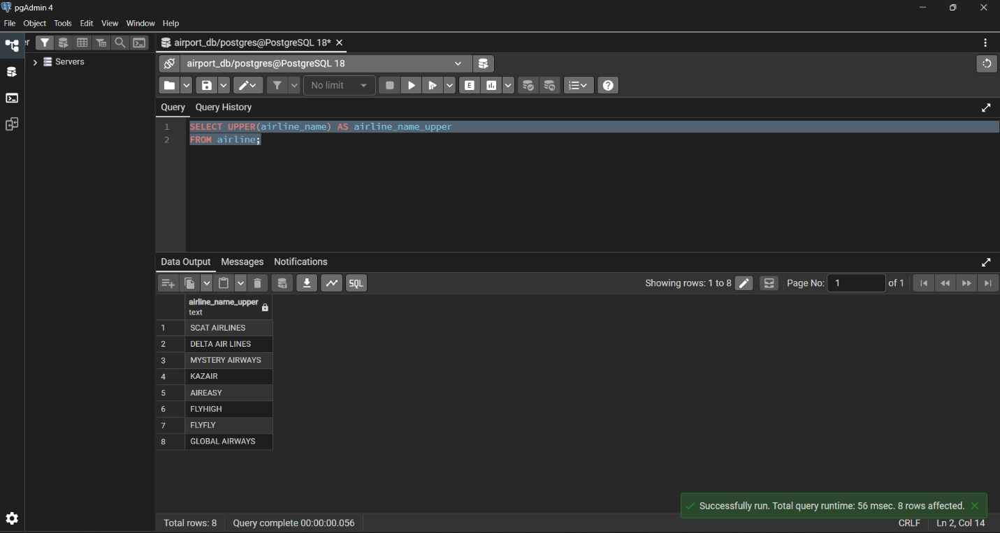 pgAdmin 4
File Object Tools Edit View Window Help
er
airport_db/postgres@PostgreSQL 18*
Servers
airport_db/postgres@PostgreSQL 18
No limit
E
Query Query History
1 SELECT UPPER(airline_name) AS airline_name_upper
2 FROM airline;
Data Output Messages Notifications
SQL
Showing rows: 1 to 8
Page No: 1 of 1
airline_name_upper
text
1 SCAT AIRLINES
2 DELTA AIR LINES
3 MYSTERY AIRWAYS
4 KAZAIR
5 AIREASY
6 FLYHIGH
7 FLYFLY
8 GLOBAL AIRWAYS
Successfully run. Total query runtime: 56 msec. 8 rows affected.
Total rows: 8 Query complete 00:00:00.056 CRLF Ln 2, Col 14